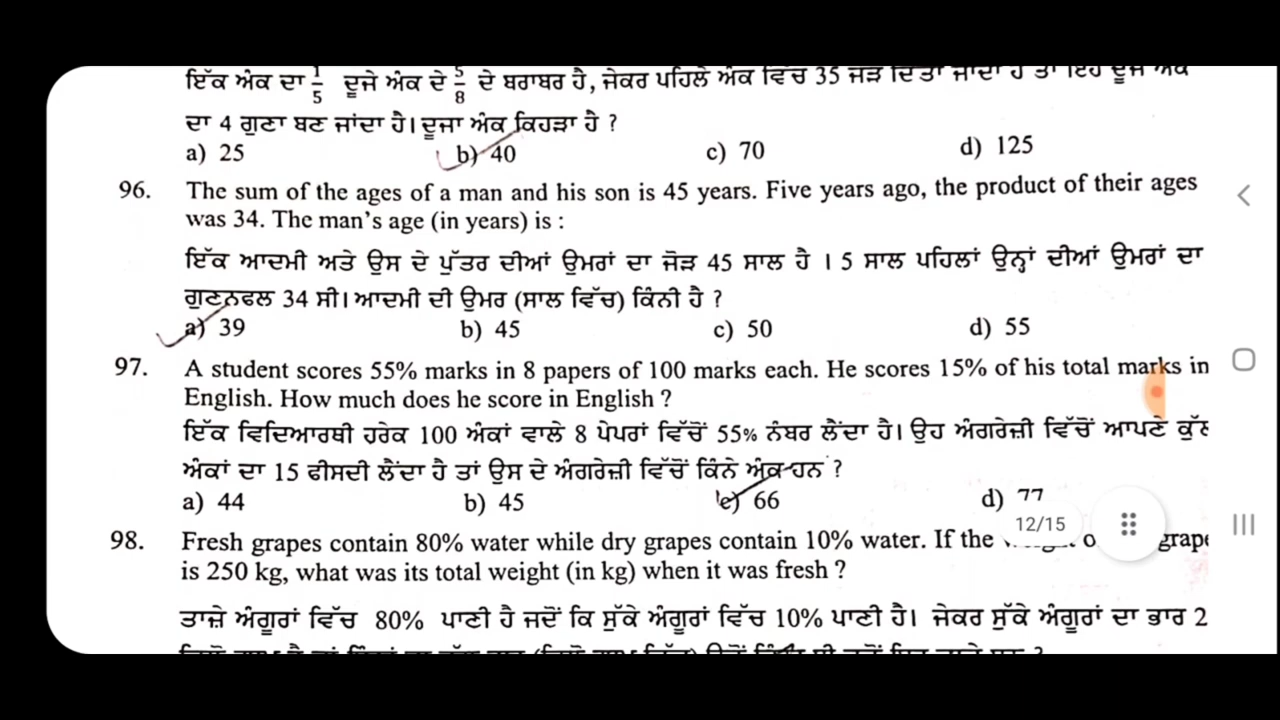 ਇੱਕ ਅੰਕ ਦਾ 1/5 ਦੂਜੇ ਅੰਕ ਦੇ 5/8 ਦੇ ਬਰਾਬਰ ਹੈ, ਜੇਕਰ ਪਹਿਲੇ ਅੰਕ ਵਿੱਚ 35 ਜੋੜ ਦਿੱਤਾ ਜਾਂਦਾ ਹੈ ਤਾਂ ਇਹ ਦੂਜੇ ਅੰਕ
ਦਾ 4 ਗੁਣਾ ਬਣ ਜਾਂਦਾ ਹੈ। ਦੂਜਾ ਅੰਕ ਕਿਹੜਾ ਹੈ ?
a) 25 b) 40 c) 70 d) 125
96. The sum of the ages of a man and his son is 45 years. Five years ago, the product of their ages
was 34. The man's age (in years) is :
ਇੱਕ ਆਦਮੀ ਅਤੇ ਉਸ ਦੇ ਪੁੱਤਰ ਦੀਆਂ ਉਮਰਾਂ ਦਾ ਜੋੜ 45 ਸਾਲ ਹੈ । 5 ਸਾਲ ਪਹਿਲਾਂ ਉਨ੍ਹਾਂ ਦੀਆਂ ਉਮਰਾਂ ਦਾ
ਗੁਣਨਫਲ 34 ਸੀ। ਆਦਮੀ ਦੀ ਉਮਰ (ਸਾਲ ਵਿੱਚ) ਕਿੰਨੀ ਹੈ ?
a) 39 b) 45 c) 50 d) 55
97. A student scores 55% marks in 8 papers of 100 marks each. He scores 15% of his total marks in
English. How much does he score in English ?
ਇੱਕ ਵਿਦਿਆਰਥੀ ਹਰੇਕ 100 ਅੰਕਾਂ ਵਾਲੇ 8 ਪੇਪਰਾਂ ਵਿੱਚੋਂ 55% ਨੰਬਰ ਲੈਂਦਾ ਹੈ। ਉਹ ਅੰਗਰੇਜ਼ੀ ਵਿੱਚੋਂ ਆਪਣੇ ਕੁੱਲ
ਅੰਕਾਂ ਦਾ 15 ਫੀਸਦੀ ਲੈਂਦਾ ਹੈ ਤਾਂ ਉਸ ਦੇ ਅੰਗਰੇਜ਼ੀ ਵਿੱਚੋਂ ਕਿੰਨੇ ਅੰਕ ਹਨ ?
a) 44 b) 45 c) 66 d) 77
12/15
98. Fresh grapes contain 80% water while dry grapes contain 10% water. If the grape
is 250 kg, what was its total weight (in kg) when it was fresh ?
ਤਾਜ਼ੇ ਅੰਗੂਰਾਂ ਵਿੱਚ 80% ਪਾਣੀ ਹੈ ਜਦੋਂ ਕਿ ਸੁੱਕੇ ਅੰਗੂਰਾਂ ਵਿੱਚ 10% ਪਾਣੀ ਹੈ। ਜੇਕਰ ਸੁੱਕੇ ਅੰਗੂਰਾਂ ਦਾ ਭਾਰ 2